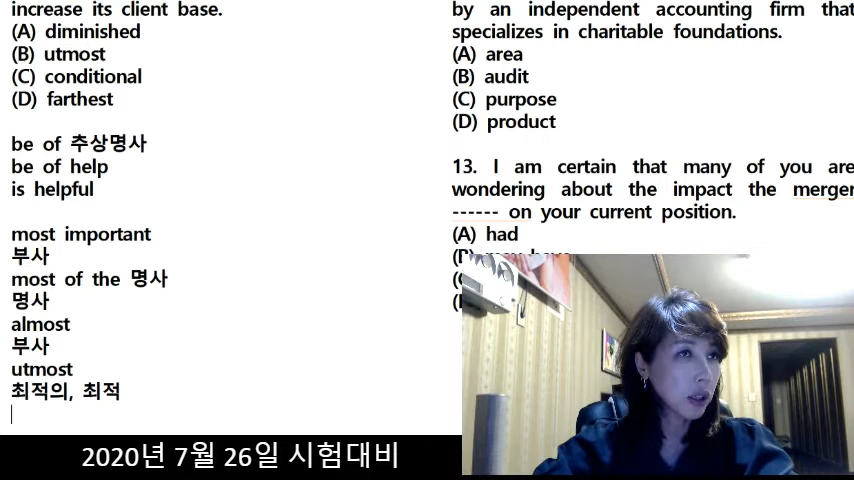 increase its client base.
(A) diminished
(B) utmost
(C) conditional
(D) farthest
be of 추상명사
be of help
is helpful
most important
부사
most of the 명사
명사
almost
부사
utmost
최적의, 최적
by an independent accounting firm that
specializes in charitable foundations.
(A) area
(B) audit
(C) purpose
(D) product
13. I am certain that many of you are
wondering about the impact the merger
------ on your current position.
(A) had
2020년 7월 26일 시험대비